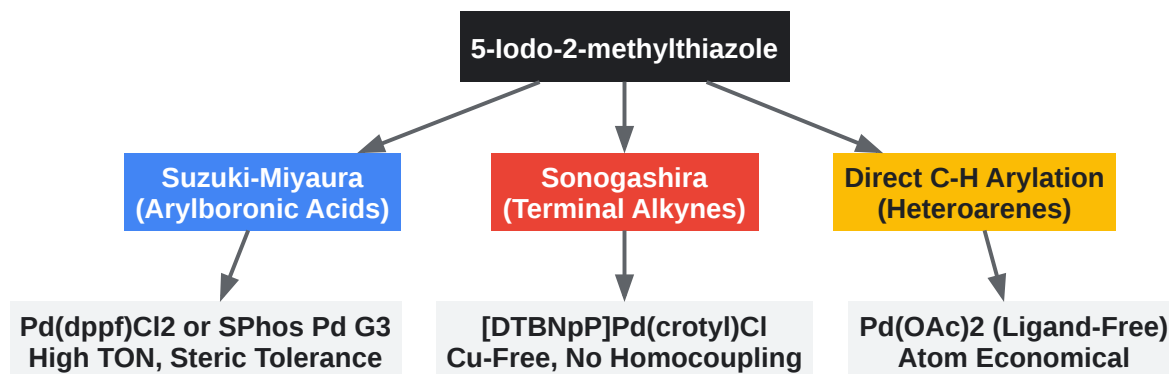 5-Iodo-2-methylthiazole
Suzuki-Miyaura
(Arylboronic Acids)
Sonogashira
(Terminal Alkynes)
Direct C-H Arylation
(Heteroarenes)
Pd(dppf)Cl2 or SPhos Pd G3
High TON, Steric Tolerance
[DTBNpP]Pd(crotyl)Cl
Cu-Free, No Homocoupling
Pd(OAc)2 (Ligand-Free)
Atom Economical